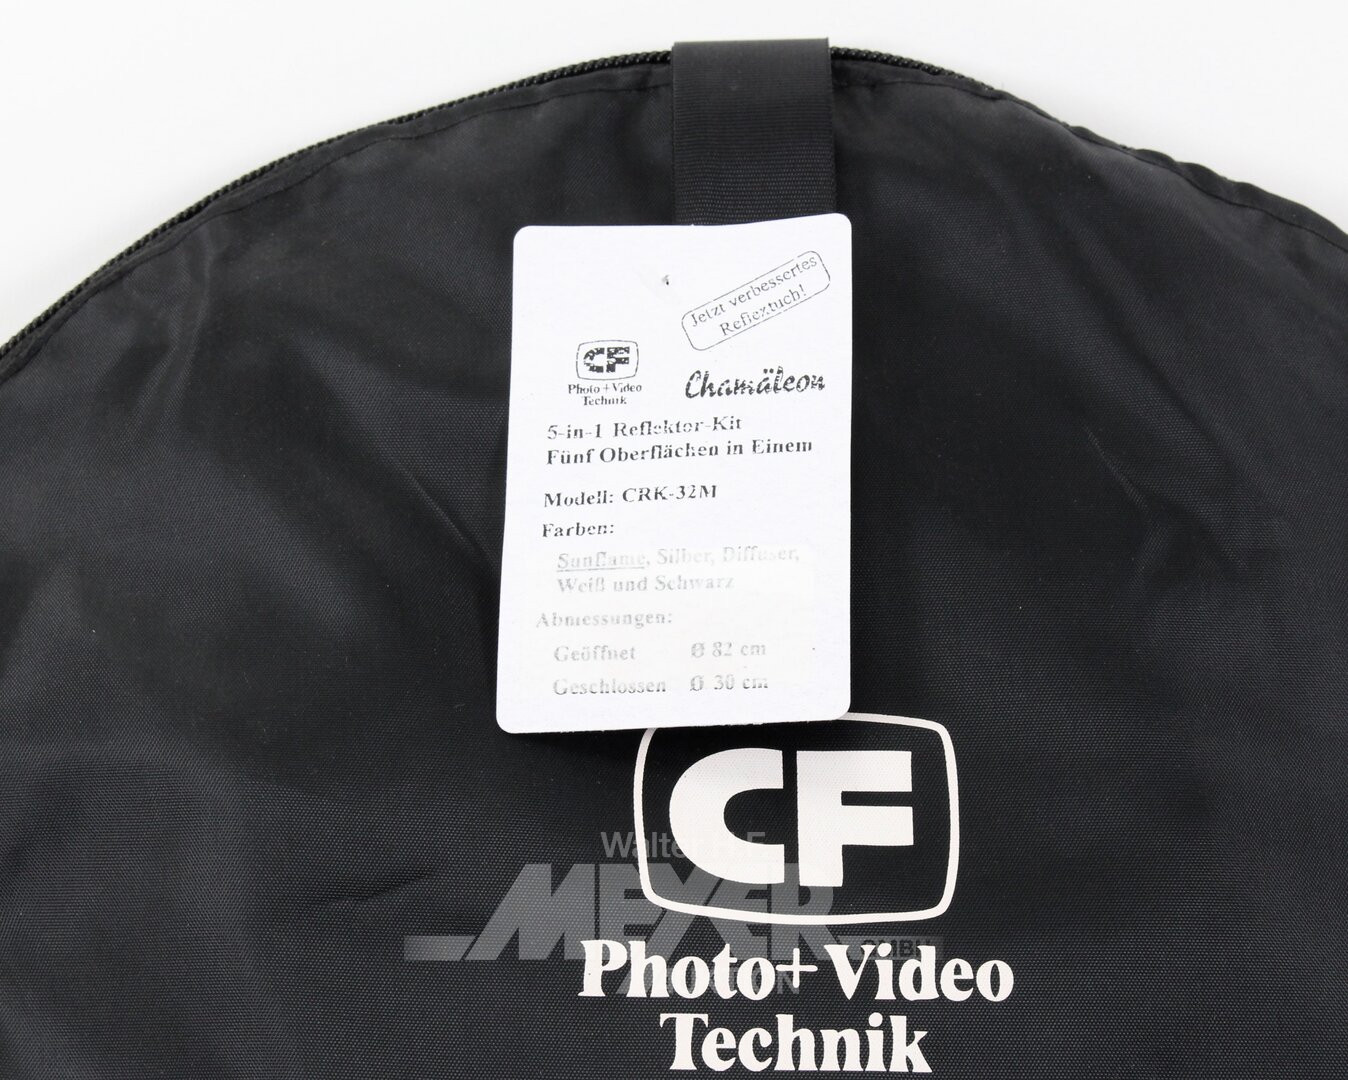 Jetzt verbessertes
Reflextuch!
CF
Photo+Video
Technik
Chamäleon
5-in-1 Reflektor-Kit
Fünf Oberflächen in Einem
Modell: CRK-32M
Farben:
Sunflame, Silber, Diffuser,
Weiß und Schwarz
Abmessungen:
Geöffnet Ø 82 cm
Geschlossen Ø 30 cm
CF
Photo+Video
Technik
MEYER
GMBH